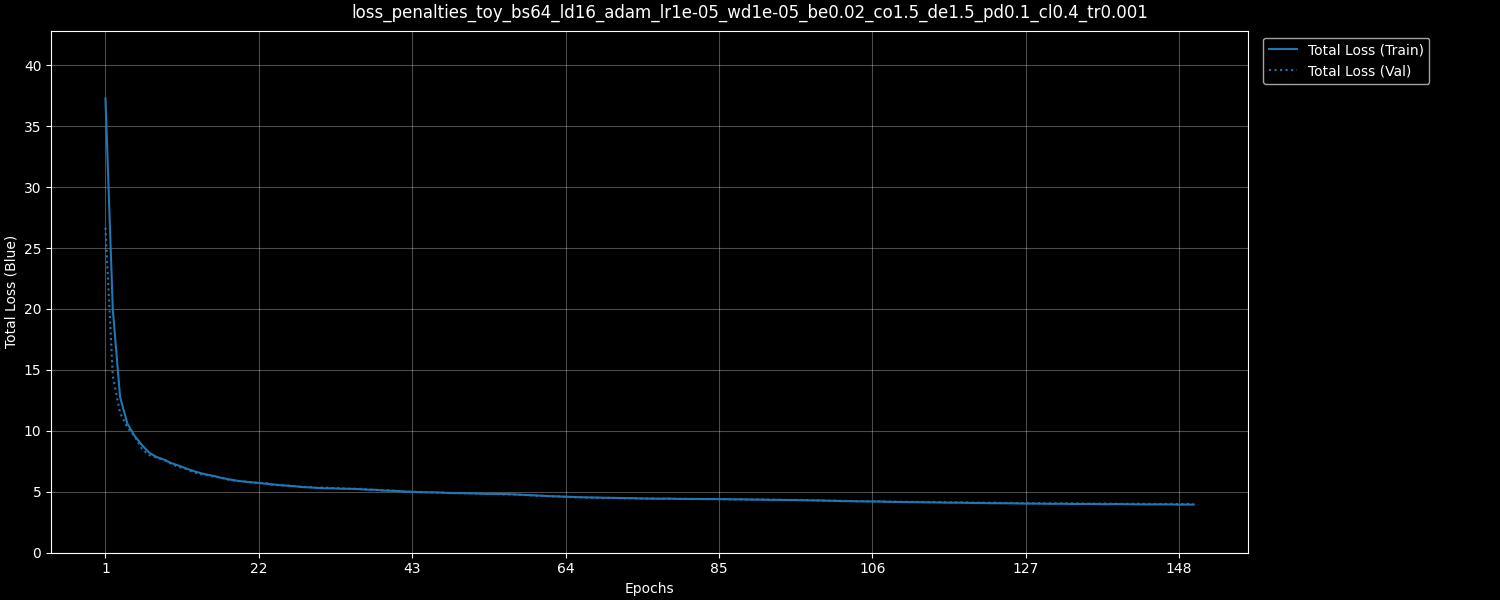 loss_penalties_toy_bs64_ld16_adam_lr1e-05_wd1e-05_be0.02_co1.5_de1.5_pd0.1_cl0.4_tr0.001
Total Loss (Train)
Total Loss (Val)
Total Loss (Blue)
40
35
30
25
20
15
10
5
0
1 22 43 64 85 106 127 148
Epochs